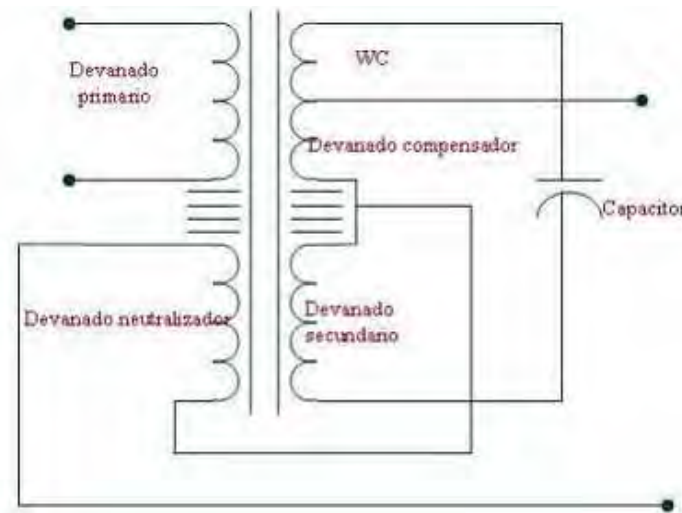 Devanado
primario
WC
Devanado compensador
Capacitor
Devanado neutralizador
Devanado
secundario